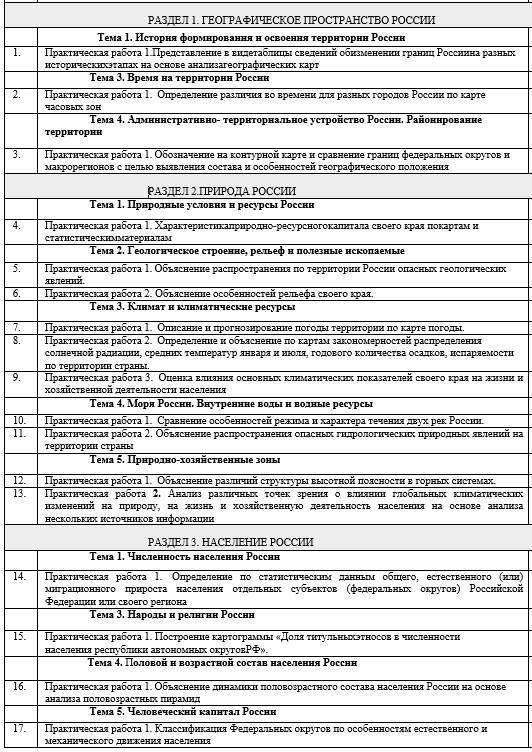 РАЗДЕЛ 1. ГЕОГРАФИЧЕСКОЕ ПРОСТРАНСТВО РОССИИ
Тема 1. История формирования и освоения территории России
1. Практическая работа 1.Представление в видетаблицы сведений обизменении границ Россиина разных
историческихэтапах на основе анализагеографических карт
Тема 3. Время на территории России
2. Практическая работа 1. Определение различия во времени для разных городов России по карте
часовых зон
Тема 4. Административно- территориальное устройство России. Районирование
территории
3. Практическая работа 1. Обозначение на контурной карте и сравнение границ федеральных округов и
макрорегионов с целью выявления состава и особенностей географического положения
РАЗДЕЛ 2.ПРИРОДА РОССИИ
Тема 1. Природные условия и ресурсы России
4. Практическая работа 1. Характеристикаприродно-ресурсногокапитала своего края покартам и
статистическимматериалам
Тема 2. Геологическое строение, рельеф и полезные ископаемые
5. Практическая работа 1. Объяснение распространения по территории России опасных геологических
явлений.
6. Практическая работа 2. Объяснение особенностей рельефа своего края.
Тема 3. Климат и климатические ресурсы
7. Практическая работа 1. Описание и прогнозирование погоды территории по карте погоды.
8. Практическая работа 2. Определение и объяснение по картам закономерностей распределения
солнечной радиации, средних температур января и июля, годового количества осадков, испаряемости
по территории страны.
9. Практическая работа 3. Оценка влияния основных климатических показателей своего края на жизнь и
хозяйственной деятельности населения
Тема 4. Моря России. Внутренние воды и водные ресурсы
10. Практическая работа 1. Сравнение особенностей режима и характера течения двух рек России.
11. Практическая работа 2. Объяснение распространения опасных гидрологических природных явлений на
территории страны
Тема 5. Природно-хозяйственные зоны
12. Практическая работа 1. Объяснение различий структуры высотной поясности в горных системах.
13. Практическая работа 2. Анализ различных точек зрения о влиянии глобальных климатических
изменений на природу, на жизнь и хозяйственную деятельность населения на основе анализа
нескольких источников информации
РАЗДЕЛ 3. НАСЕЛЕНИЕ РОССИИ
Тема 1. Численность населения России
14. Практическая работа 1. Определение по статистическим данным общего, естественного (или)
миграционного прироста населения отдельных субъектов (федеральных округов) Российской
Федерации или своего региона
Тема 3. Народы и религии России
15. Практическая работа 1. Построение картограммы «Доля титульныхэтносов в численности
населения республики автономных округовРФ».
Тема 4. Половой и возрастной состав населения России
16. Практическая работа 1. Объяснение динамики половозрастного состава населения России на основе
анализа половозрастных пирамид
Тема 5. Человеческий капитал России
17. Практическая работа 1. Классификация Федеральных округов по особенностям естественного и
механического движения населения